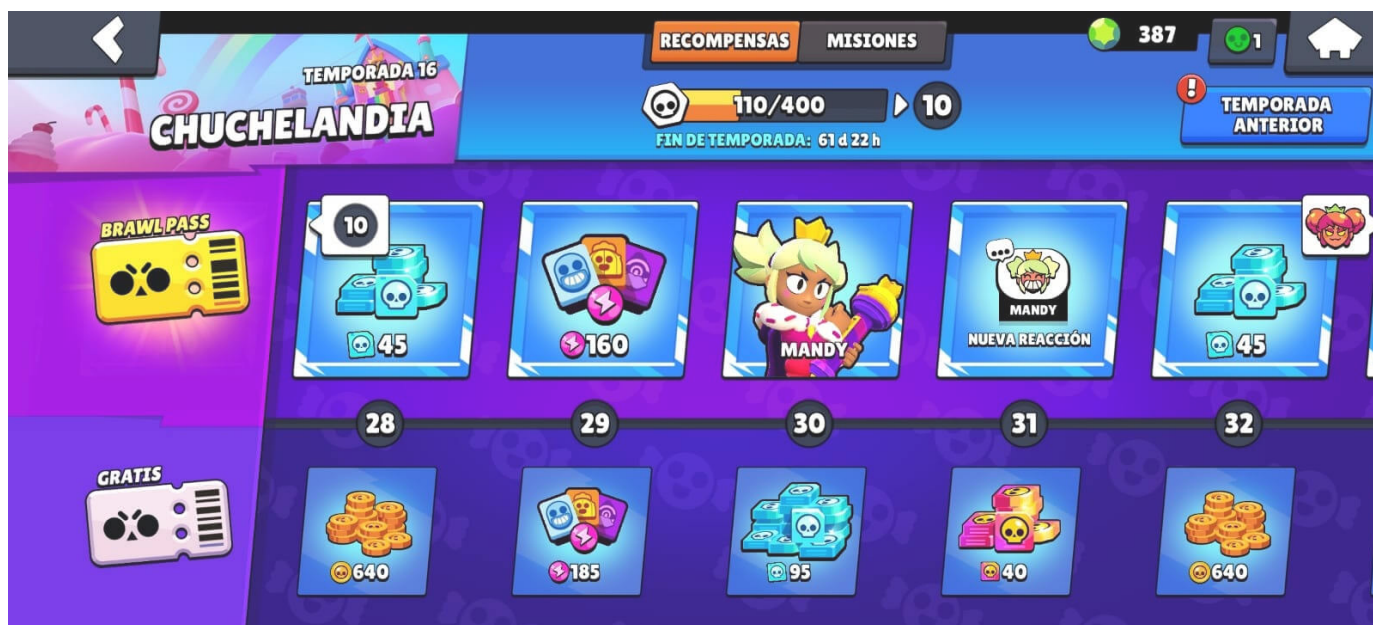 TEMPORADA 16
CHUCHELANDIA
RECOMPENSAS
MISIONES
110/400
10
FIN DE TEMPORADA: 61 d 22 h
387
1
!
TEMPORADA
ANTERIOR
BRAWL PASS
10
45
160
MANDY
MANDY
NUEVA REACCIÓN
45
28
29
30
31
32
GRATIS
640
185
95
40
640